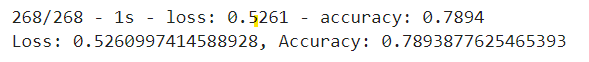 268/268 - 1s - loss: 0.5261 - accuracy: 0.7894
Loss: 0.5260997414588928, Accuracy: 0.7893877625465393